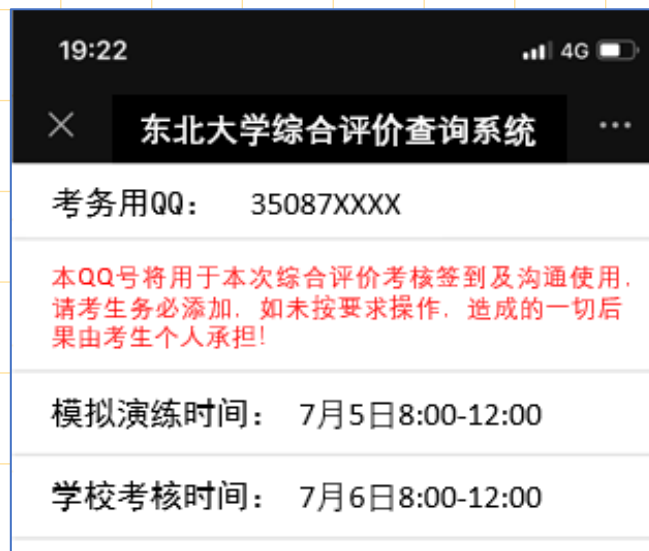 19:22
4G
东北大学综合评价查询系统
考务用QQ： 35087XXXX
本QQ号将用于本次综合评价考核签到及沟通使用，
请考生务必添加，如未按要求操作，造成的一切后
果由考生个人承担！
模拟演练时间： 7月5日8:00-12:00
学校考核时间： 7月6日8:00-12:00